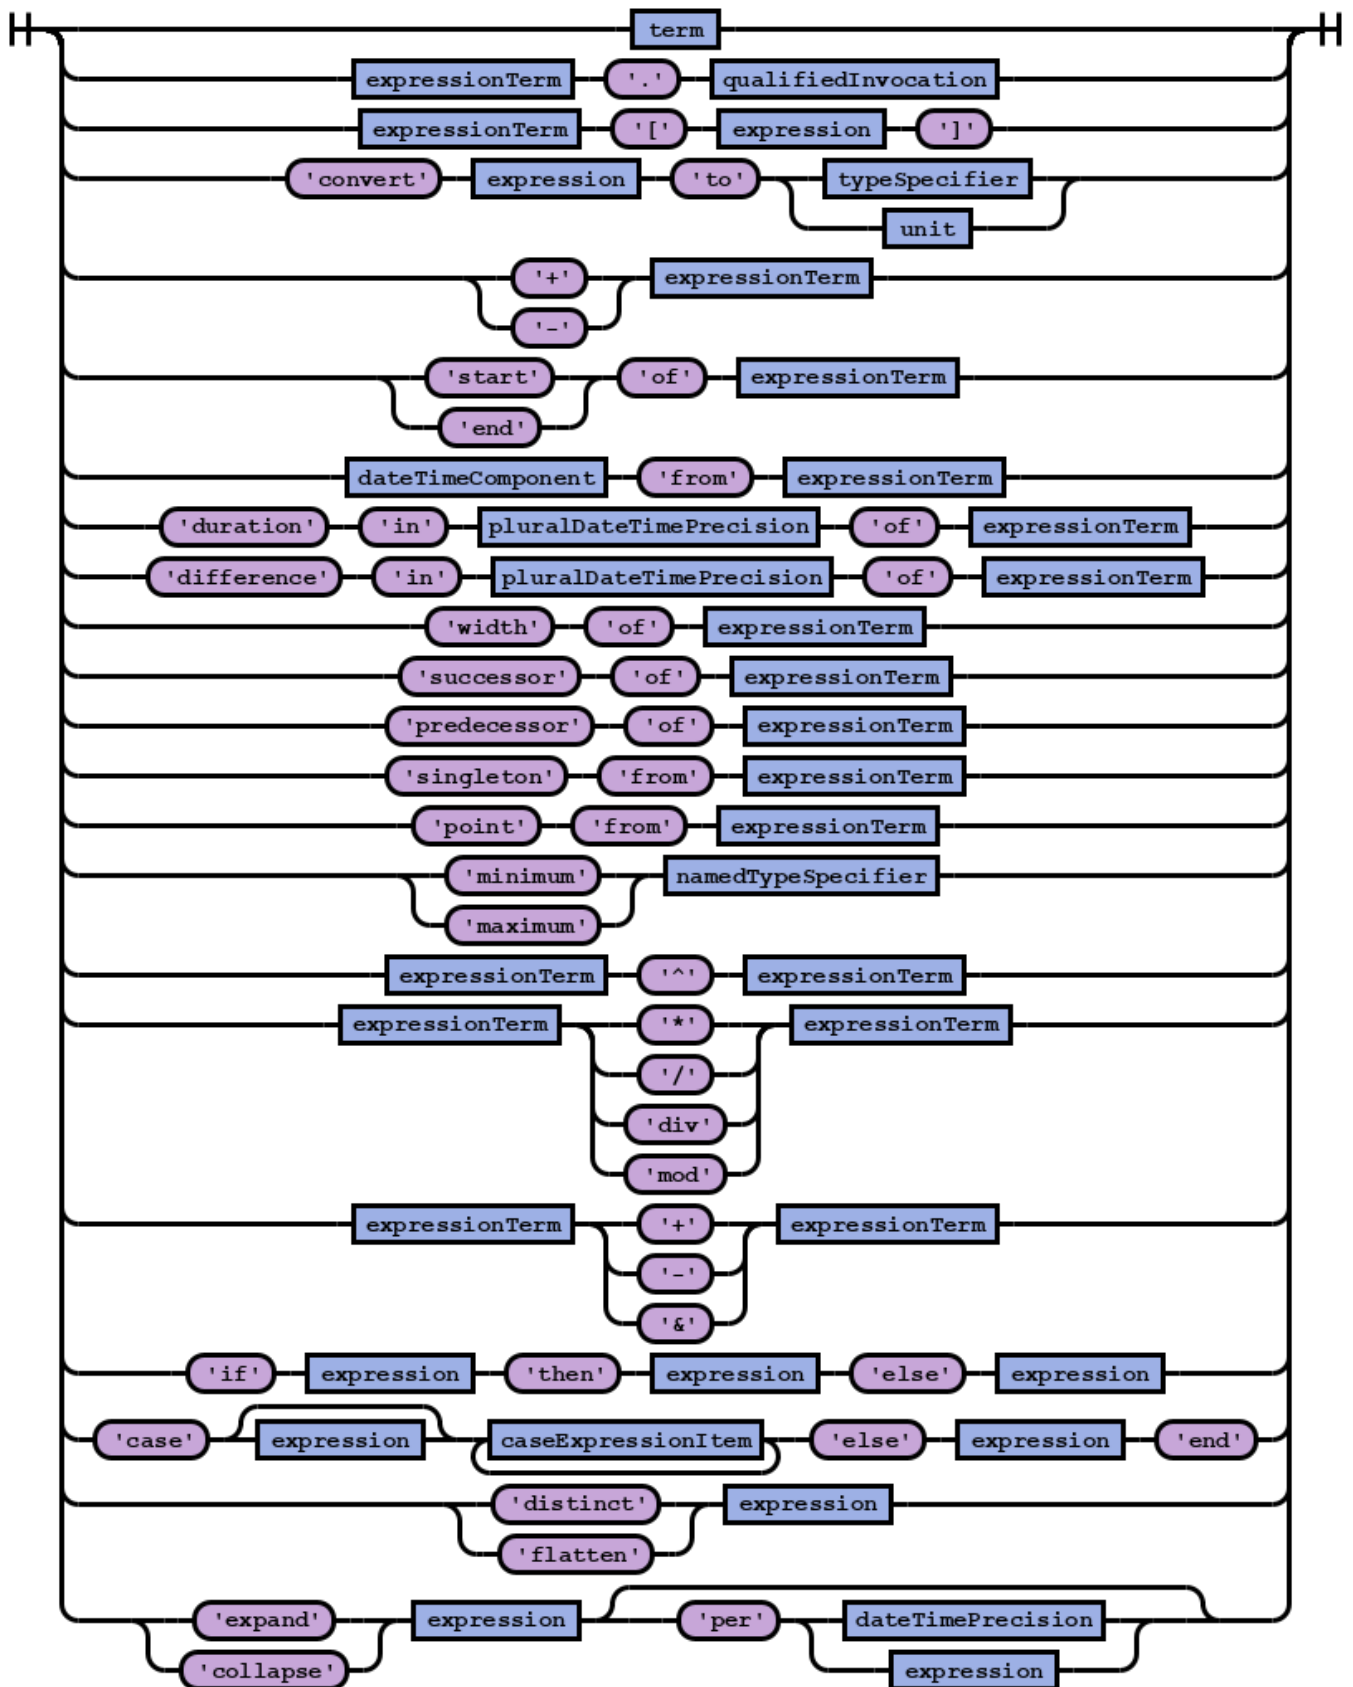 term
expressionTerm '.' qualifiedInvocation
expressionTerm '[' expression ']'
'convert' expression 'to' typeSpecifier
unit
'+' expressionTerm
'-'
'start' 'of' expressionTerm
'end'
dateTimeComponent 'from' expressionTerm
'duration' 'in' pluralDateTimePrecision 'of' expressionTerm
'difference' 'in' pluralDateTimePrecision 'of' expressionTerm
'width' 'of' expressionTerm
'successor' 'of' expressionTerm
'predecessor' 'of' expressionTerm
'singleton' 'from' expressionTerm
'point' 'from' expressionTerm
'minimum' namedTypeSpecifier
'maximum'
expressionTerm '^' expressionTerm
expressionTerm '*' expressionTerm
'/'
'div'
'mod'
expressionTerm '+' expressionTerm
'-'
'&'
'if' expression 'then' expression 'else' expression
'case' expression caseExpressionItem 'else' expression 'end'
'distinct' expression
'flatten'
'expand' expression 'per' dateTimePrecision
'collapse' expression